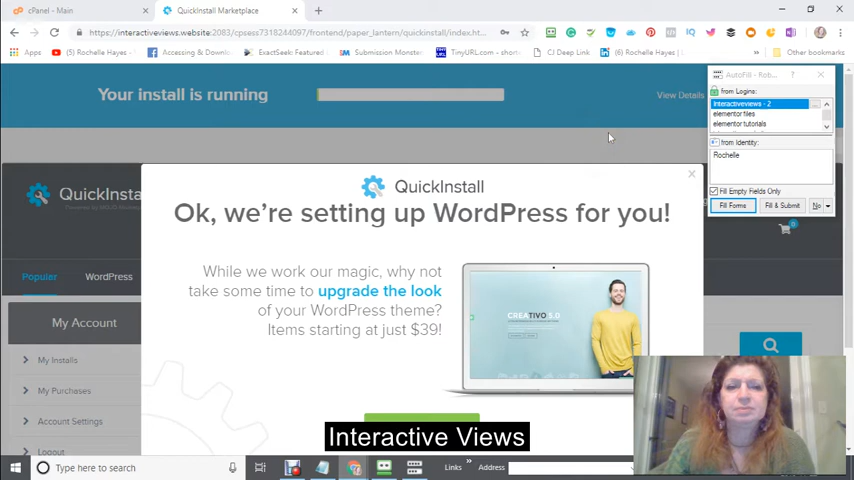 cPanel - Main
QuickInstall Marketplace
interactiveviews.website:2083/cpsess7318244097/frontend/paper_lantern/quickinstall/index.ht...
Apps
Rochelle Hayes
Accessing & Down...
ExactSeek: Featured
Submission Monster...
TinyURL.com - short...
CJ Deep Link
(6) Rochelle Hayes |
Other bookmarks
Your install is running
View Details
AutoFill - Rob...
from Logins:
Interactiveviews - 2
elementor files
elementor tutorials
from Identity:
Rochelle
Fill Empty Fields Only
Fill Forms
Fill & Submit
No
QuickInstall
QuickInstall
Ok, we're setting up WordPress for you!
Popular
WordPress
While we work our magic, why not
take some time to upgrade the look
of your WordPress theme?
Items starting at just $39!
CREATIVO 5.0
My Account
My Installs
My Purchases
Account Settings
Logout
Interactive Views
Type here to search
Links
Address